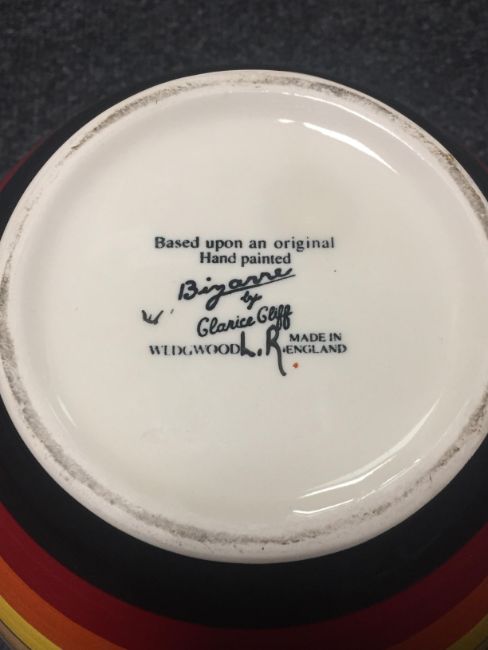 Based upon an original
Hand painted
Bizarre
by
Clarice Cliff
WEDGWOOD L.R. MADE IN
ENGLAND